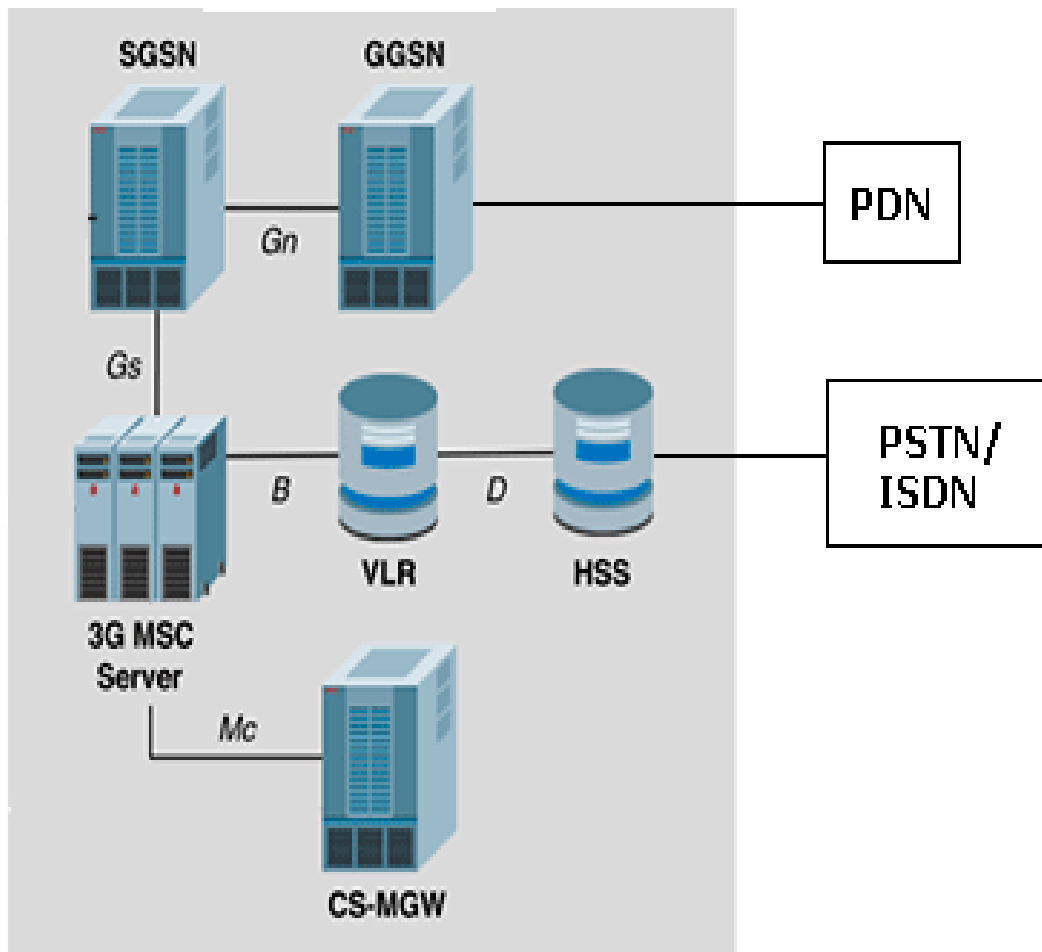 SGSN
GGSN
PDN
Gn
Gs
PSTN/
ISDN
B
D
VLR
HSS
3G MSC
Server
Mc
CS-MGW